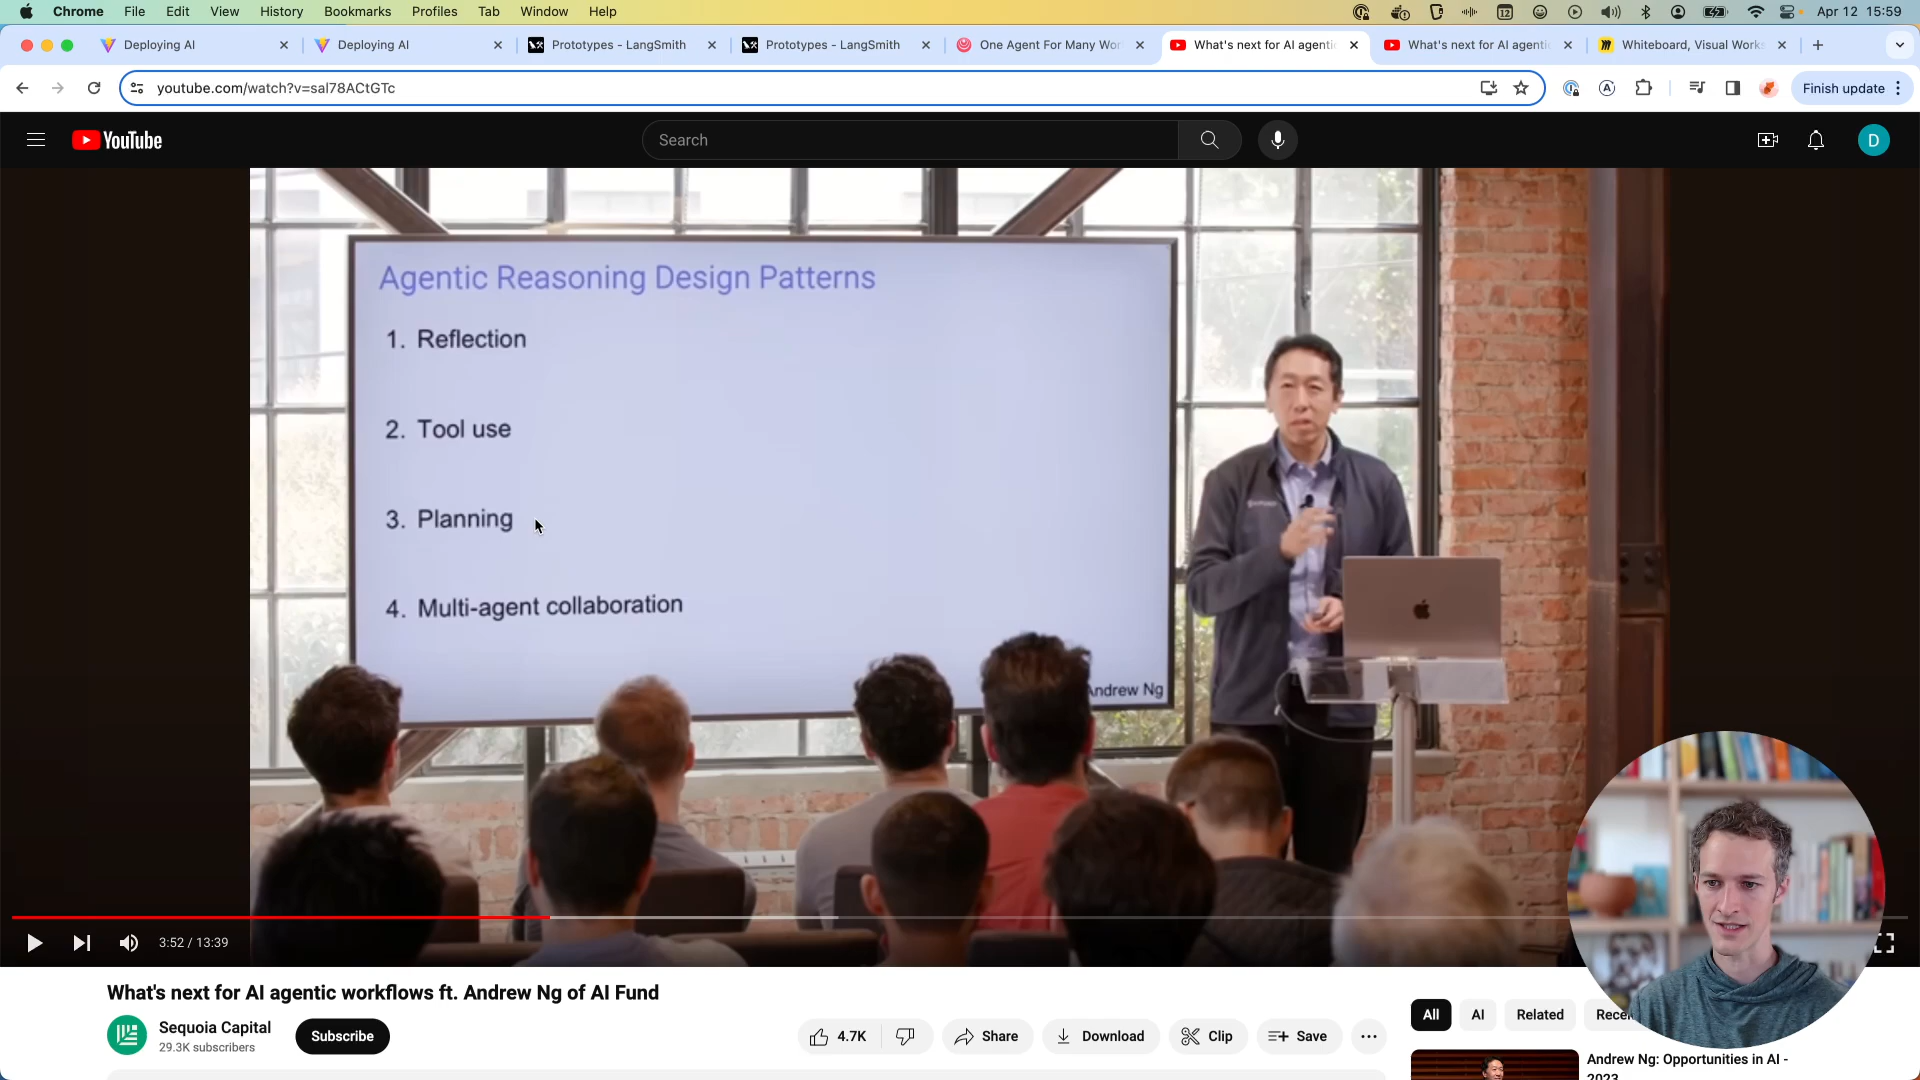 Chrome File Edit View History Bookmarks Profiles Tab Window Help
12 Apr 12 15:59
Deploying AI
Deploying AI
Prototypes - LangSmith
Prototypes - LangSmith
One Agent For Many Wor
What's next for AI agentic
What's next for AI agentic
Whiteboard, Visual Works
youtube.com/watch?v=sal78ACtGTc
Finish update
YouTube
Search
D
Agentic Reasoning Design Patterns
1. Reflection
2. Tool use
3. Planning
4. Multi-agent collaboration
Andrew Ng
3:52 / 13:39
What's next for AI agentic workflows ft. Andrew Ng of AI Fund
Sequoia Capital
29.3K subscribers
Subscribe
4.7K
Share
Download
Clip
Save
All
AI
Related
Andrew Ng: Opportunities in AI -
2023